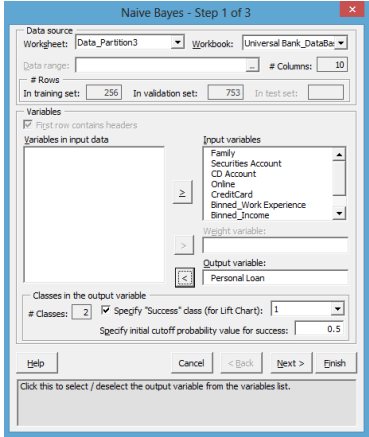 Naive Bayes - Step 1 of 3
Data source
Worksheet: Data_Partition3 Workbook: Universal Bank_DataBa:
Data range: ... # Columns: 10
# Rows
In training set: 256 In validation set: 753 In test set:
Variables
First row contains headers
Variables in input data
Input variables
Family
Securities Account
CD Account
Online
CreditCard
Binned_Work Experience
Binned_Income
>
Weight variable:
>
Output variable:
< Personal Loan
Classes in the output variable
# Classes: 2 Specify "Success" class (for Lift Chart): 1
Specify initial cutoff probability value for success: 0.5
Help Cancel < Back Next > Finish
Click this to select / deselect the output variable from the variables list.